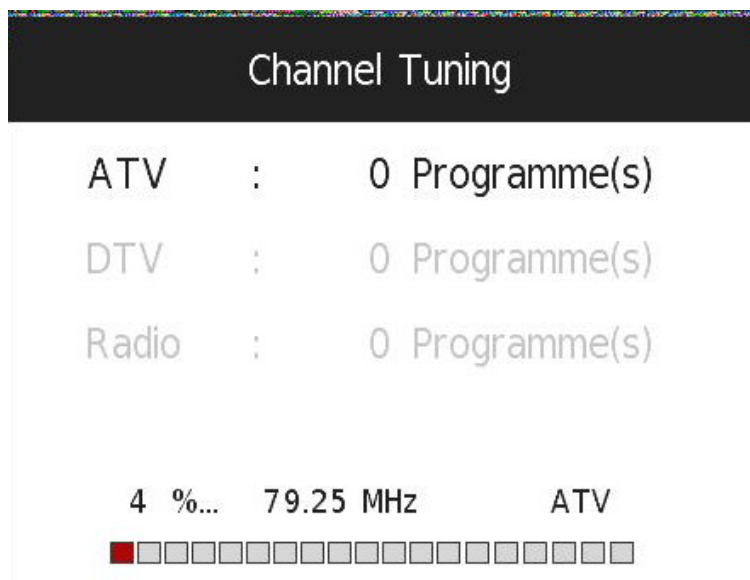 Channel Tuning
ATV : 0 Programme(s)
DTV : 0 Programme(s)
Radio : 0 Programme(s)
4 %... 79.25 MHz ATV